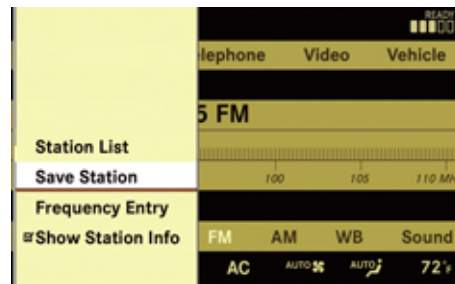 READY
elephone Video Vehicle
5 FM
Station List
Save Station
100 105 110 MH
Frequency Entry
Show Station Info
FM AM WB Sound
AC AUTO AUTO 72°F